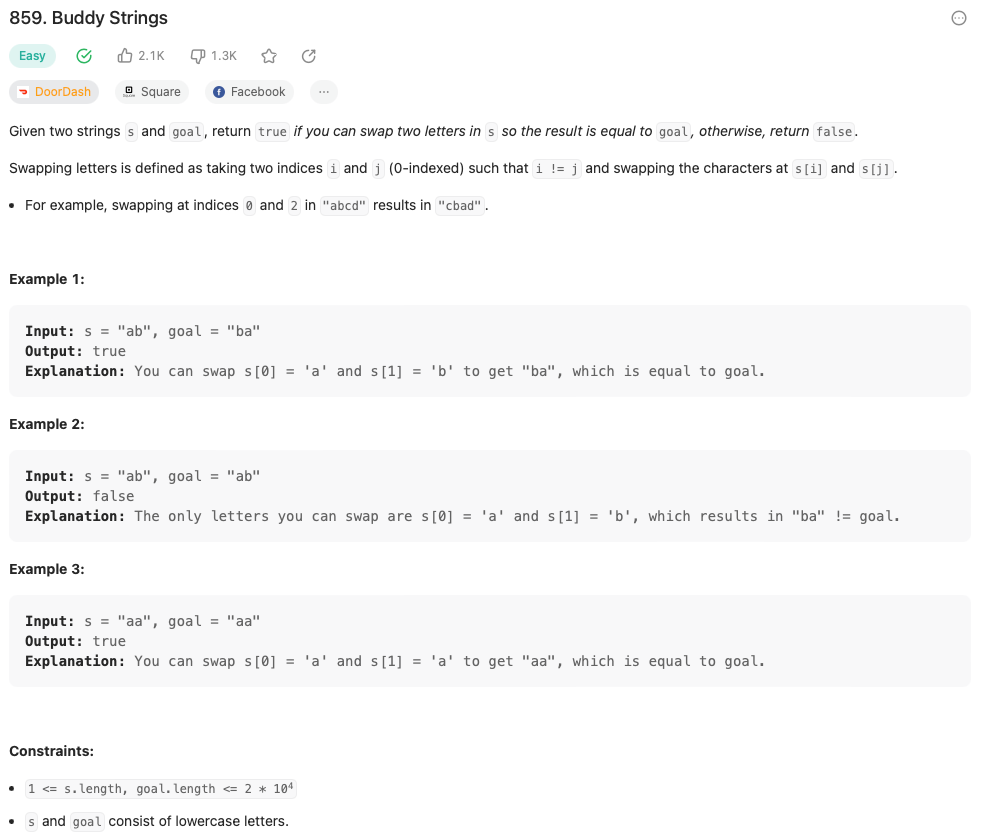 859. Buddy Strings
Easy 2.1K 1.3K
DoorDash Square Facebook ...
Given two strings s and goal, return true if you can swap two letters in s so the result is equal to goal, otherwise, return false.
Swapping letters is defined as taking two indices i and j (0-indexed) such that i != j and swapping the characters at s[i] and s[j].
• For example, swapping at indices 0 and 2 in "abcd" results in "cbad".
Example 1:
Input: s = "ab", goal = "ba"
Output: true
Explanation: You can swap s[0] = 'a' and s[1] = 'b' to get "ba", which is equal to goal.
Example 2:
Input: s = "ab", goal = "ab"
Output: false
Explanation: The only letters you can swap are s[0] = 'a' and s[1] = 'b', which results in "ba" != goal.
Example 3:
Input: s = "aa", goal = "aa"
Output: true
Explanation: You can swap s[0] = 'a' and s[1] = 'a' to get "aa", which is equal to goal.
Constraints:
• 1 <= s.length, goal.length <= 2 * 10⁴
• s and goal consist of lowercase letters.